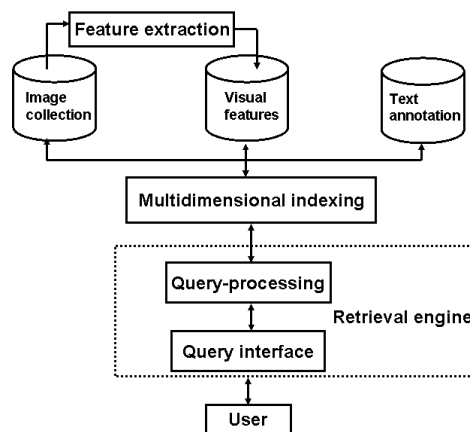 Feature extraction
Image
collection
Visual
features
Text
annotation
Multidimensional indexing
Query-processing
Retrieval engine
Query interface
User